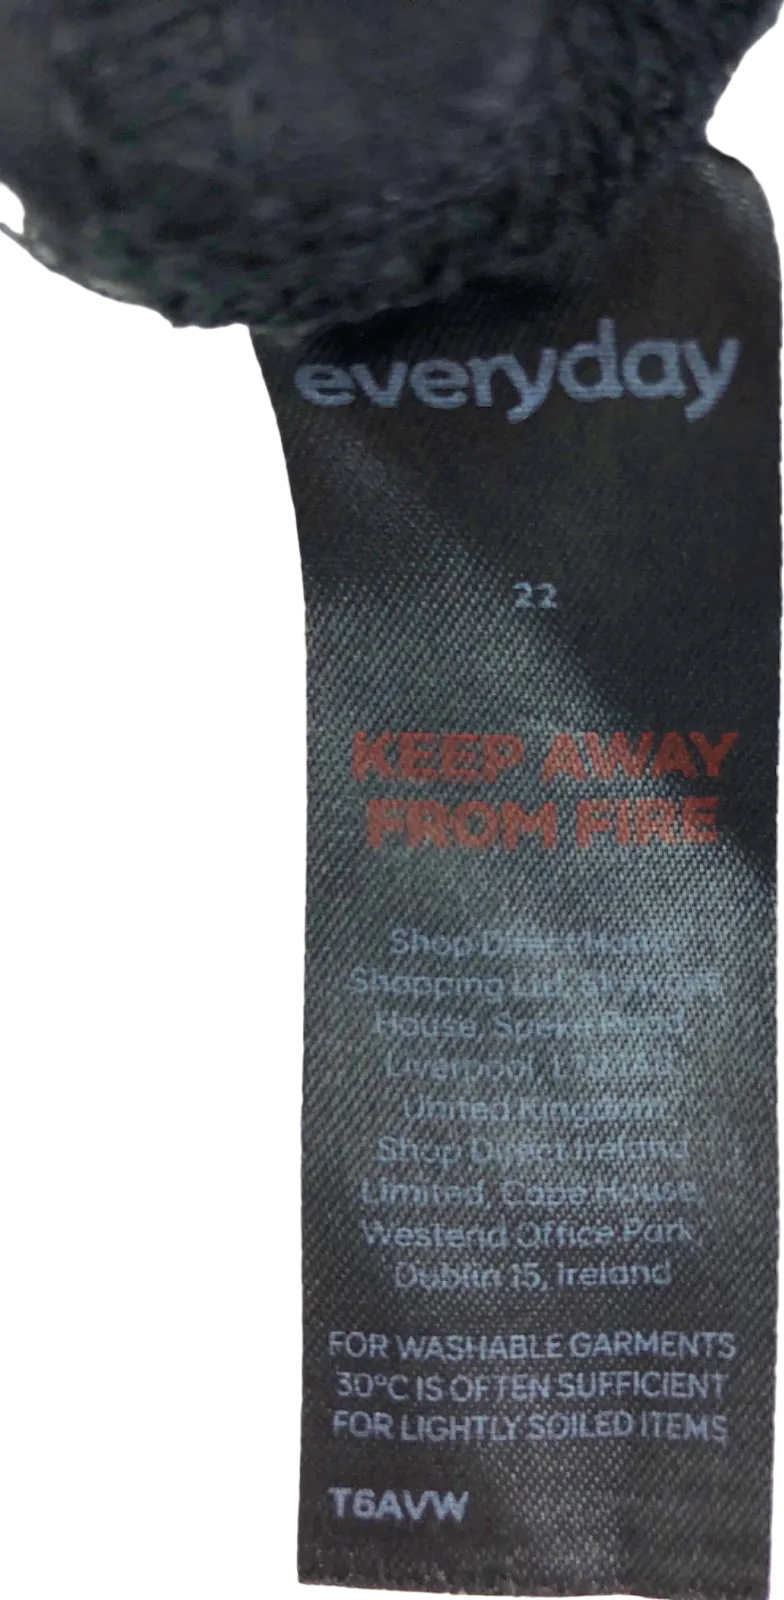 everyday
22
KEEP AWAY
FROM FIRE
Shop Direct Home
Shopping Ltd, Skyways
House, Speke Road
Liverpool,
United Kingdom
Shop Direct Ireland
Limited, Cape House
Westend Office Park,
Dublin 15, Ireland
FOR WASHABLE GARMENTS
30°C IS OFTEN SUFFICIENT
FOR LIGHTLY SOILED ITEMS
T6AVW